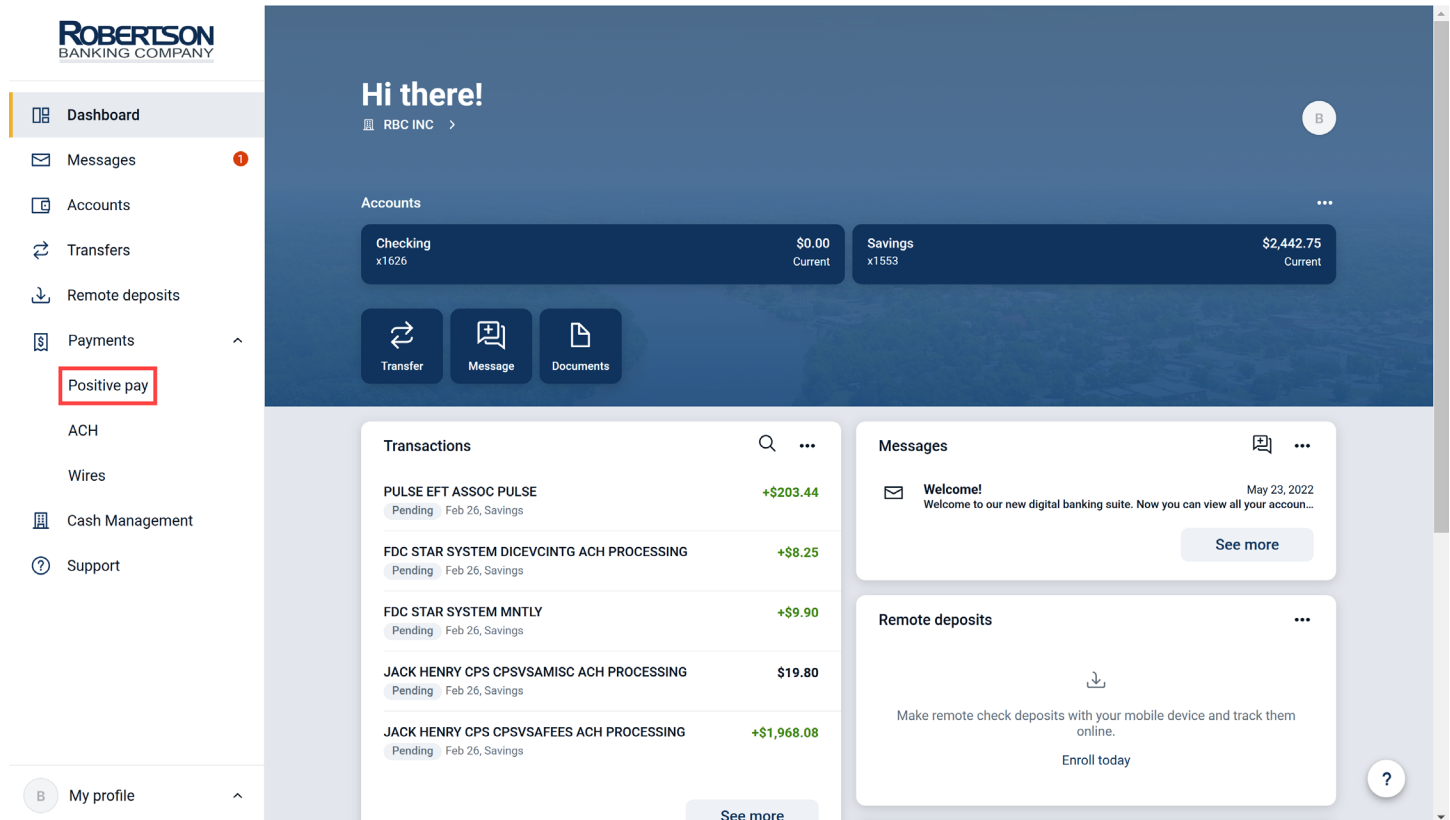 ROBERTSON
BANKING COMPANY
Dashboard
Messages
1
Accounts
Transfers
Remote deposits
Payments
Positive pay
ACH
Wires
Cash Management
Support
B
My profile
Hi there!
RBC INC
B
Accounts
Checking
$0.00
x1626
Current
Savings
$2,442.75
x1553
Current
Transfer
Message
Documents
Transactions
PULSE EFT ASSOC PULSE
+$203.44
Pending Feb 26, Savings
FDC STAR SYSTEM DICEVCINTG ACH PROCESSING
+$8.25
Pending Feb 26, Savings
FDC STAR SYSTEM MNTLY
+$9.90
Pending Feb 26, Savings
JACK HENRY CPS CPSVSAMISC ACH PROCESSING
$19.80
Pending Feb 26, Savings
JACK HENRY CPS CPSVSAFEES ACH PROCESSING
+$1,968.08
Pending Feb 26, Savings
See more
Messages
Welcome!
May 23, 2022
Welcome to our new digital banking suite. Now you can view all your accoun...
See more
Remote deposits
Make remote check deposits with your mobile device and track them
online.
Enroll today
?